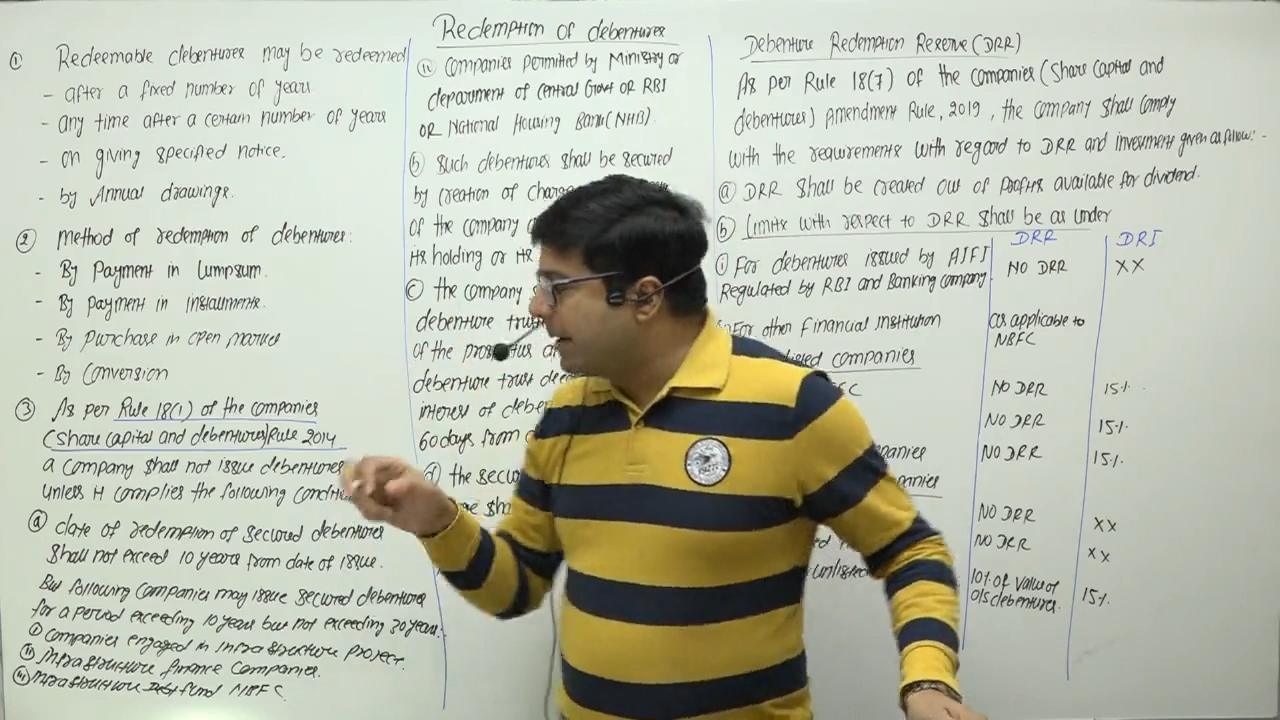 Redemption of debentures
① Redeemable debentures may be redeemed
- after a fixed number of years
- any time after a certain number of years
- on giving specified notice.
- by Annual drawings.
② Method of redemption of debentures:
- By Payment in Lumpsum.
- By payment in instalments.
- By Purchase in open market
- By Conversion
③ As per Rule 18(1) of the companies
(Share capital and debentures) Rule 2014
a company shall not issue debentures
unless it complies the following
ⓐ date of redemption of secured debentures
shall not exceed 10 years from date of issue.
But following Companies may issue secured debentures
for a period exceeding 10 years but not exceeding 30 years.
① Companies engaged in infrastructure project.
② infrastructure finance Companies.
infrastructure Debt fund NBFC
Companies permitted by Ministry or
department of Central Govt OR RBI
OR National Housing Bank (NHB)
ⓑ Such debentures shall be secured
by creation of charge
of the company
its holding or its
ⓒ the company
debenture
of the prospectus
debenture trust deed
interest of
60 days from
ⓓ the
Debenture Redemption Reserve (DRR)
As per Rule 18(7) of the companies (Share Capital and
debentures) Amendment Rule, 2019, the company shall comply
with the requirements with regard to DRR and investment given as follow:-
ⓐ DRR shall be created out of Profits available for dividend.
ⓑ Limits with respect to DRR shall be as under
DRR DRI
① For debentures issued by AIFI NO DRR XX
Regulated by RBI and Banking company
For other Financial Institution as applicable to
NBFC
companies
NO DRR 15%
NO DRR 15%
NO DRR 15%
NO DRR XX
NO DRR XX
10% of value of
o/s debentures. 15%